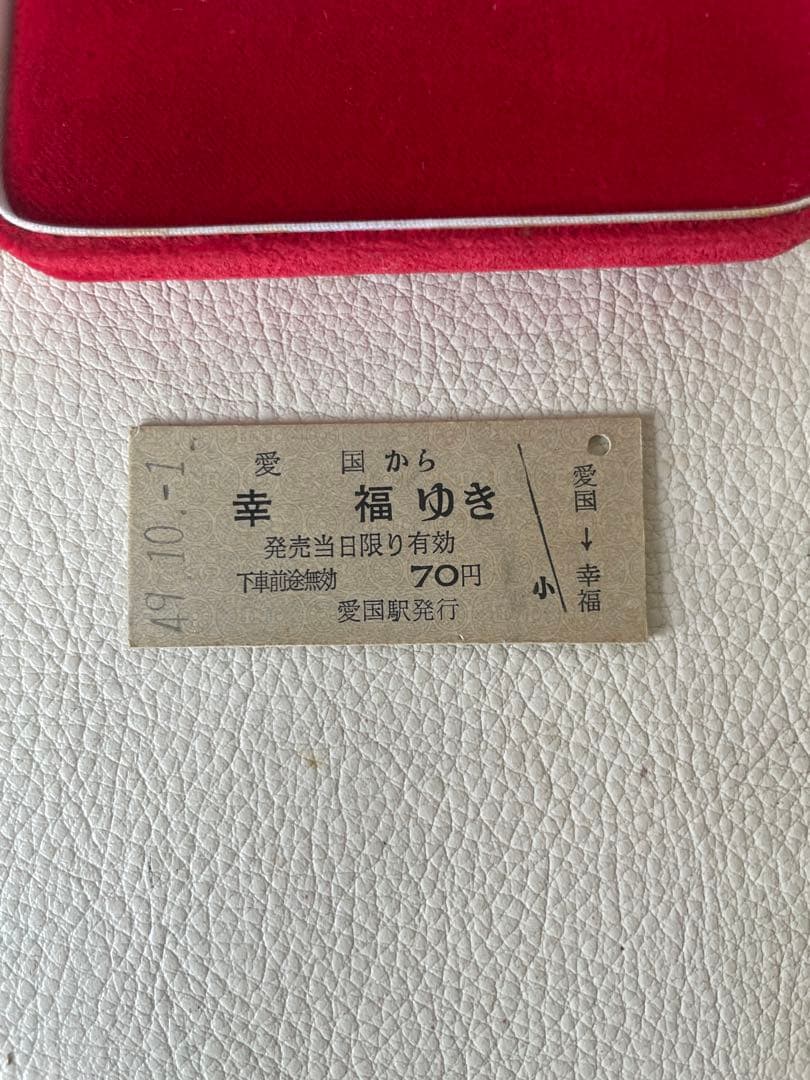 49.10.-1
愛 国 から
幸 福 ゆき
発売当日限り有効
下車前途無効 70円
愛国駅発行
小
愛国→幸福